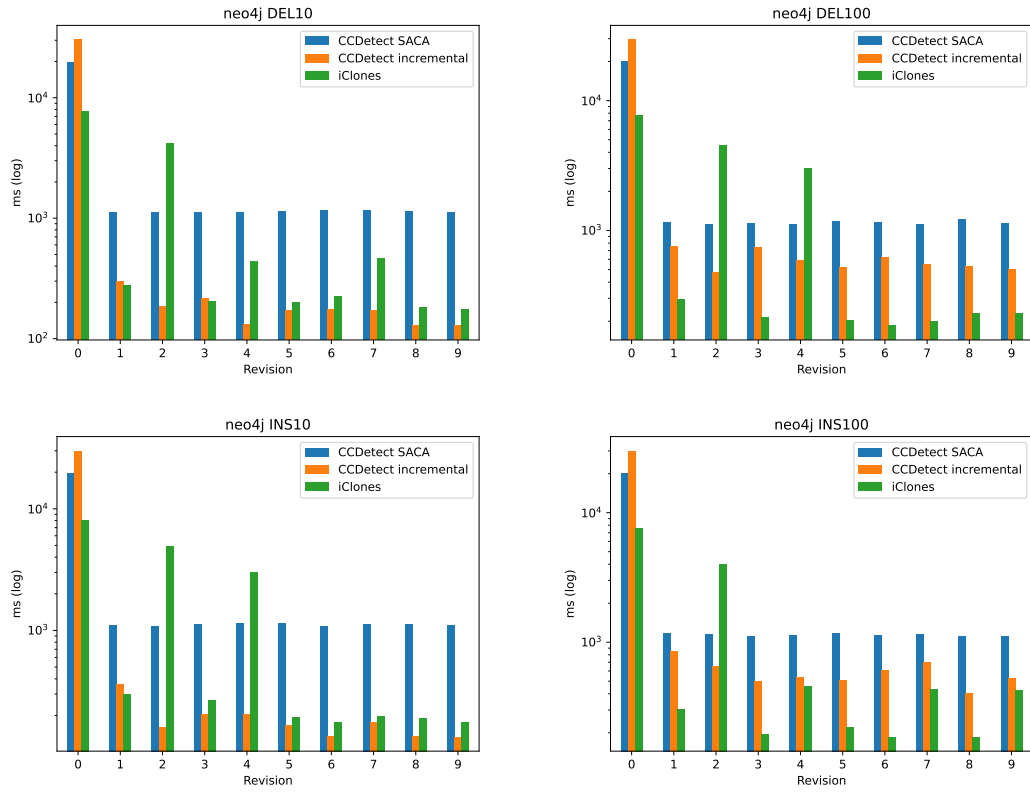 neo4j DEL10
CCDetect SACA
CCDetect incremental
iClones
ms (log)
10^4
10^3
10^2
0 1 2 3 4 5 6 7 8 9
Revision
neo4j DEL100
CCDetect SACA
CCDetect incremental
iClones
ms (log)
10^4
10^3
0 1 2 3 4 5 6 7 8 9
Revision
neo4j INS10
CCDetect SACA
CCDetect incremental
iClones
ms (log)
10^4
10^3
0 1 2 3 4 5 6 7 8 9
Revision
neo4j INS100
CCDetect SACA
CCDetect incremental
iClones
ms (log)
10^4
10^3
0 1 2 3 4 5 6 7 8 9
Revision